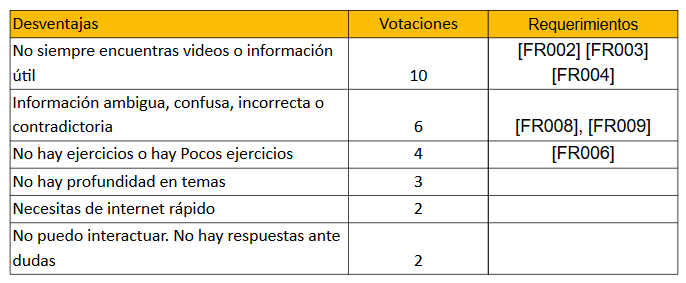 Desventajas Votaciones Requerimientos
No siempre encuentras videos o información [FR002] [FR003]
útil 10 [FR004]
Información ambigua, confusa, incorrecta o
contradictoria 6 [FR008], [FR009]
No hay ejercicios o hay Pocos ejercicios 4 [FR006]
No hay profundidad en temas 3
Necesitas de internet rápido 2
No puedo interactuar. No hay respuestas ante
dudas 2